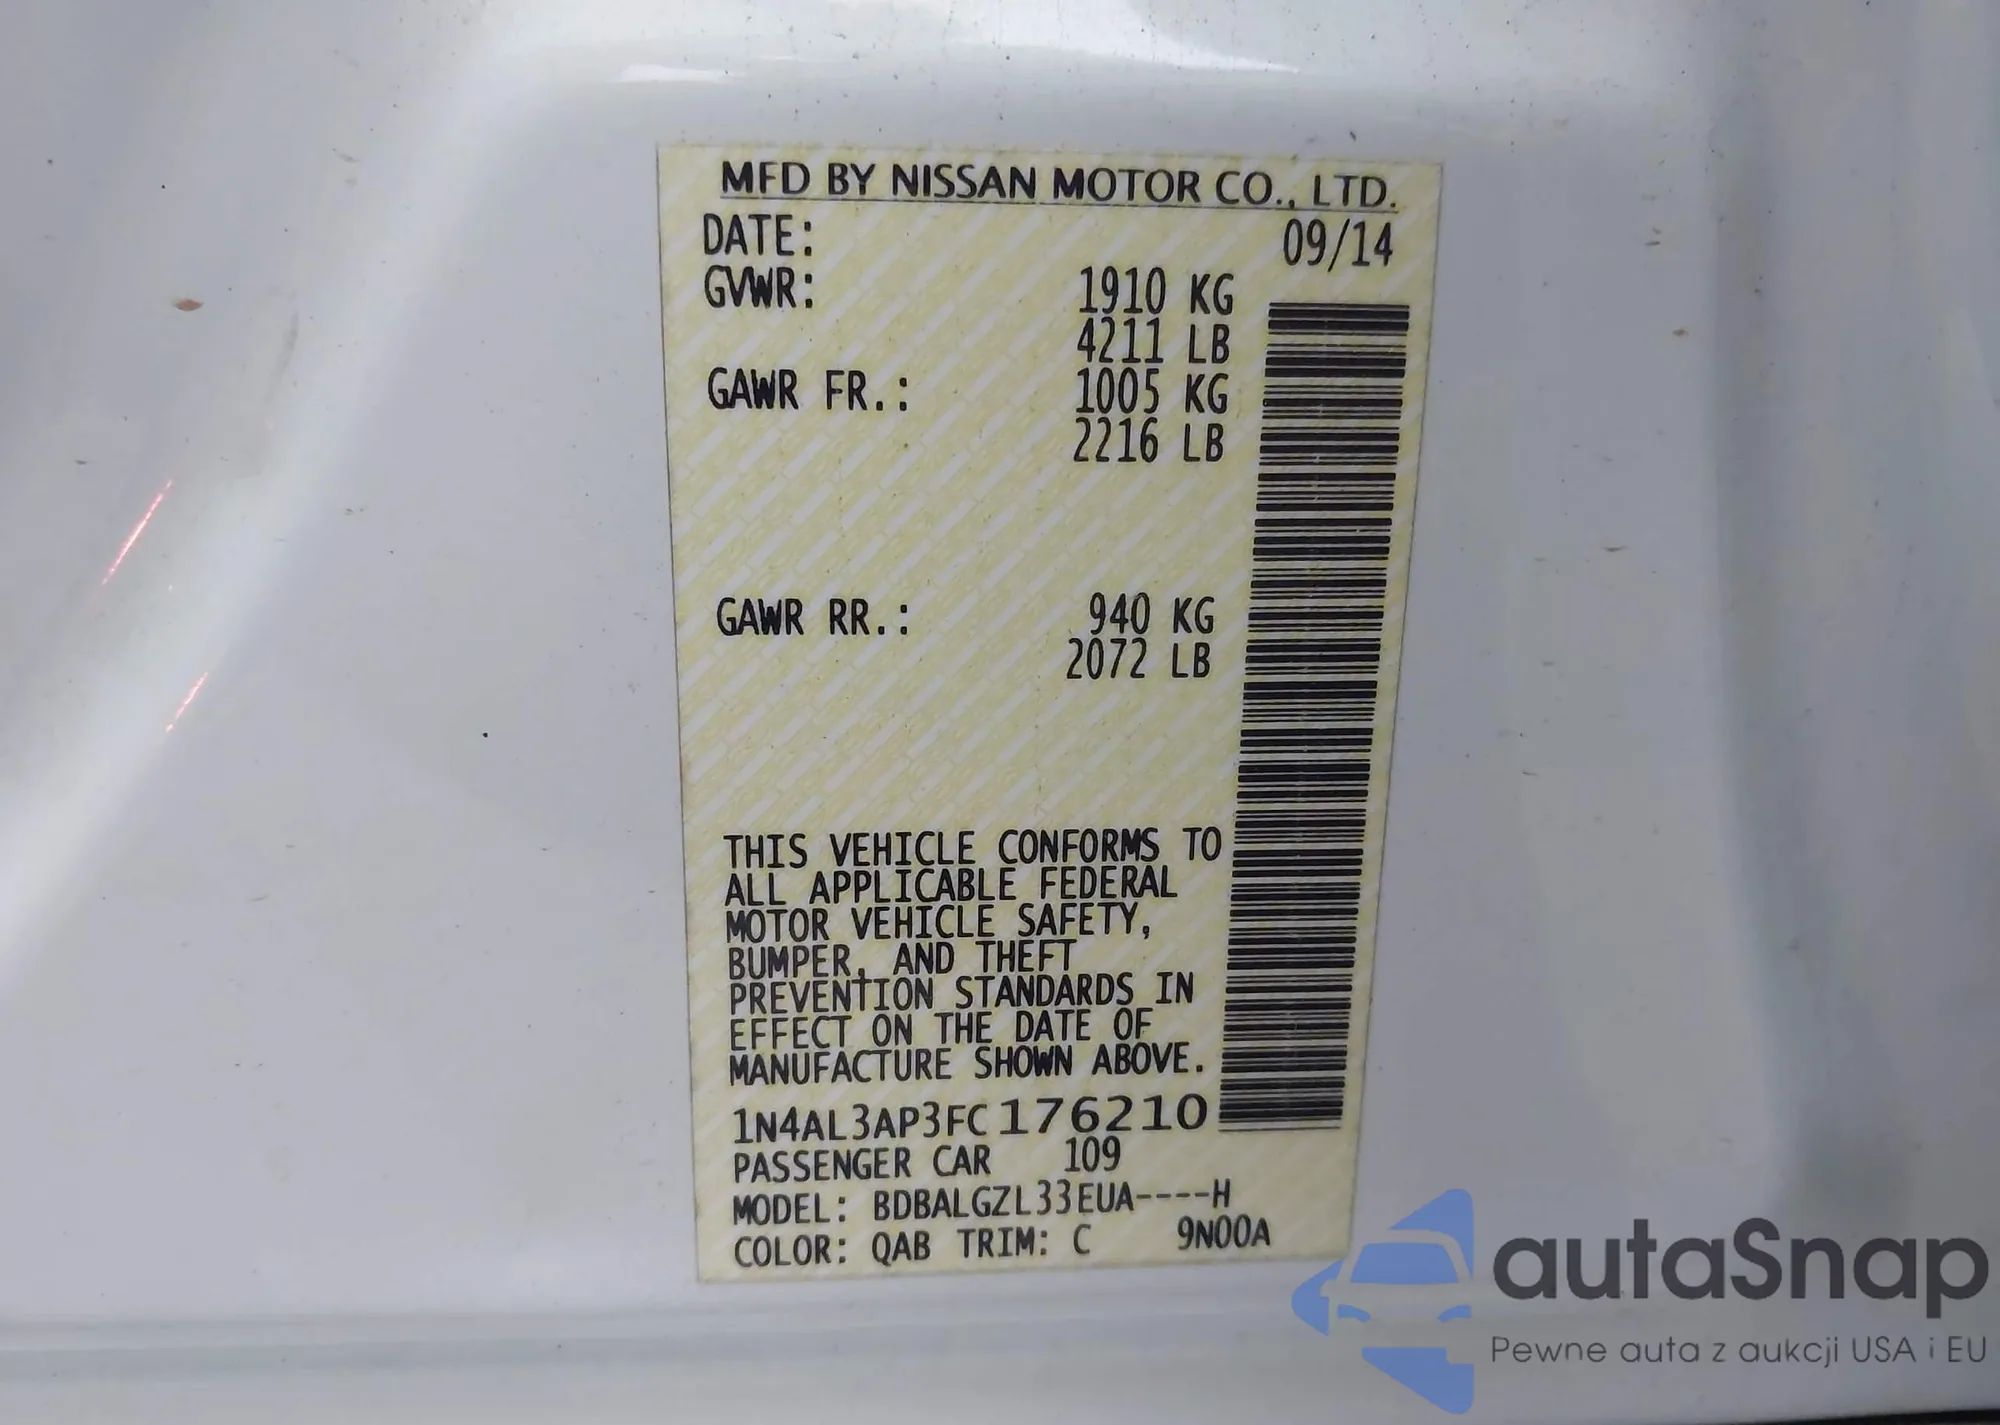 MFD BY NISSAN MOTOR CO., LTD.
DATE: 09/14
GVWR: 1910 KG
4211 LB
GAWR FR.: 1005 KG
2216 LB
GAWR RR.: 940 KG
2072 LB
THIS VEHICLE CONFORMS TO
ALL APPLICABLE FEDERAL
MOTOR VEHICLE SAFETY,
BUMPER, AND THEFT
PREVENTION STANDARDS IN
EFFECT ON THE DATE OF
MANUFACTURE SHOWN ABOVE.
1N4AL3AP3FC176210
PASSENGER CAR 109
MODEL: BDBALGZL33EUA----H
COLOR: QAB TRIM: C 9N00A
autaSnap
Pewne auta z aukcji USA i EU